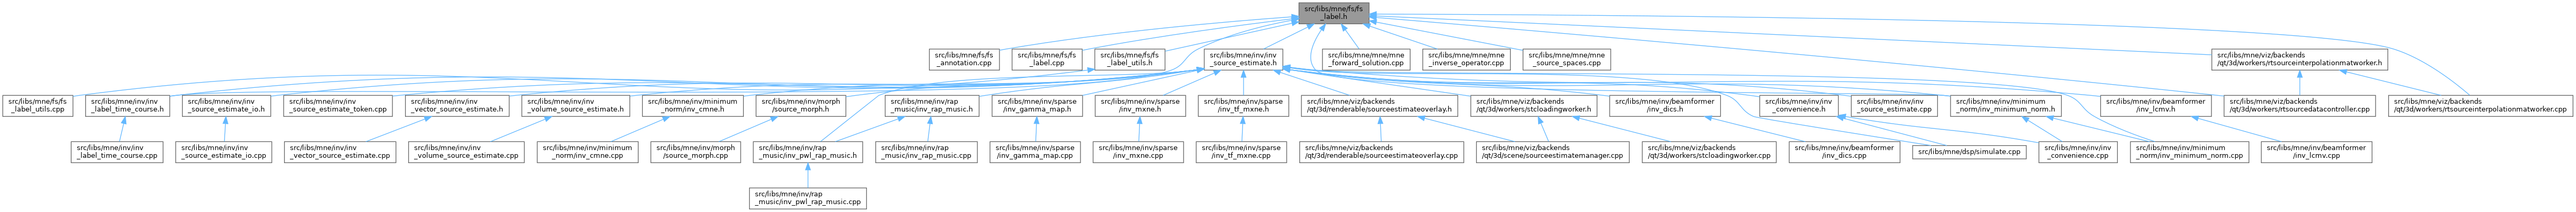 src/libs/mne/fs/fs
_label.h
src/libs/mne/fs/fs
_annotation.cpp
src/libs/mne/fs/fs
_label.cpp
src/libs/mne/fs/fs
_label_utils.h
src/libs/mne/inv/inv
_source_estimate.h
src/libs/mne/mne/mne
_forward_solution.cpp
src/libs/mne/mne/mne
_inverse_operator.cpp
src/libs/mne/mne/mne
_source_spaces.cpp
src/libs/mne/viz/backends
/qt/3d/workers/rtsourceinterpolationmatworker.h
src/libs/mne/fs/fs
_label_utils.cpp
src/libs/mne/inv/inv
_label_time_course.h
src/libs/mne/inv/inv
_source_estimate_io.h
src/libs/mne/inv/inv
_source_estimate_token.cpp
src/libs/mne/inv/inv
_vector_source_estimate.h
src/libs/mne/inv/inv
_volume_source_estimate.h
src/libs/mne/inv/minimum
_norm/inv_cmne.h
src/libs/mne/inv/morph
/source_morph.h
src/libs/mne/inv/rap
_music/inv_rap_music.h
src/libs/mne/inv/sparse
/inv_gamma_map.h
src/libs/mne/inv/sparse
/inv_mxne.h
src/libs/mne/inv/sparse
/inv_tf_mxne.h
src/libs/mne/viz/backends
/qt/3d/renderable/sourceestimateoverlay.h
src/libs/mne/viz/backends
/qt/3d/workers/stcloadingworker.h
src/libs/mne/inv/beamformer
/inv_dics.h
src/libs/mne/inv/inv
_convenience.h
src/libs/mne/inv/inv
_source_estimate.cpp
src/libs/mne/inv/minimum
_norm/inv_minimum_norm.h
src/libs/mne/inv/beamformer
/inv_lcmv.h
src/libs/mne/viz/backends
/qt/3d/workers/rtsourcedatacontroller.cpp
src/libs/mne/viz/backends
/qt/3d/workers/rtsourceinterpolationmatworker.cpp
src/libs/mne/inv/inv
_label_time_course.cpp
src/libs/mne/inv/inv
_source_estimate_io.cpp
src/libs/mne/inv/inv
_vector_source_estimate.cpp
src/libs/mne/inv/inv
_volume_source_estimate.cpp
src/libs/mne/inv/minimum
_norm/inv_cmne.cpp
src/libs/mne/inv/morph
/source_morph.cpp
src/libs/mne/inv/rap
_music/inv_pwl_rap_music.h
src/libs/mne/inv/rap
_music/inv_rap_music.cpp
src/libs/mne/inv/sparse
/inv_gamma_map.cpp
src/libs/mne/inv/sparse
/inv_mxne.cpp
src/libs/mne/inv/sparse
/inv_tf_mxne.cpp
src/libs/mne/viz/backends
/qt/3d/renderable/sourceestimateoverlay.cpp
src/libs/mne/viz/backends
/qt/3d/scene/sourceestimatemanager.cpp
src/libs/mne/viz/backends
/qt/3d/workers/stcloadingworker.cpp
src/libs/mne/inv/beamformer
/inv_dics.cpp
src/libs/mne/dsp/simulate.cpp
src/libs/mne/inv/inv
_convenience.cpp
src/libs/mne/inv/minimum
_norm/inv_minimum_norm.cpp
src/libs/mne/inv/beamformer
/inv_lcmv.cpp
src/libs/mne/inv/rap
_music/inv_pwl_rap_music.cpp